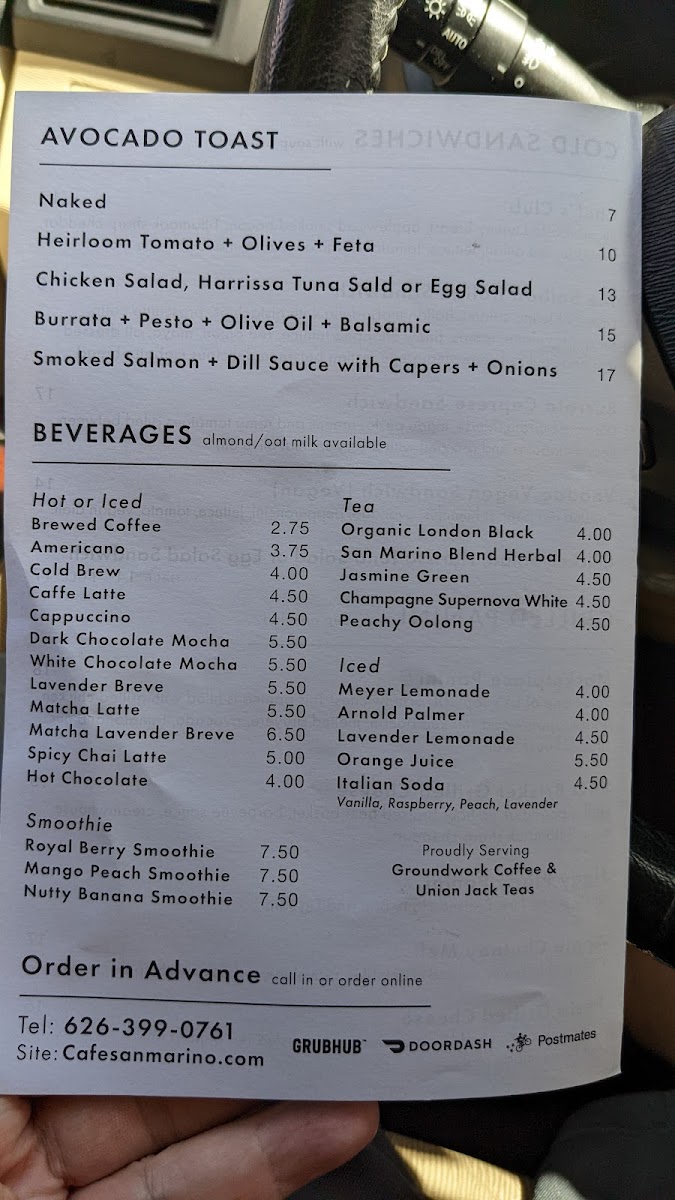 AUTO
AVOCADO TOAST
Naked 7
Heirloom Tomato + Olives + Feta 10
Chicken Salad, Harrissa Tuna Sald or Egg Salad 13
Burrata + Pesto + Olive Oil + Balsamic 15
Smoked Salmon + Dill Sauce with Capers + Onions 17
BEVERAGES almond/oat milk available
Hot or Iced
Brewed Coffee 2.75
Americano 3.75
Cold Brew 4.00
Caffe Latte 4.50
Cappuccino 4.50
Dark Chocolate Mocha 5.50
White Chocolate Mocha 5.50
Lavender Breve 5.50
Matcha Latte 5.50
Matcha Lavender Breve 6.50
Spicy Chai Latte 5.00
Hot Chocolate 4.00
Smoothie
Royal Berry Smoothie 7.50
Mango Peach Smoothie 7.50
Nutty Banana Smoothie 7.50
Tea
Organic London Black 4.00
San Marino Blend Herbal 4.00
Jasmine Green 4.50
Champagne Supernova White 4.50
Peachy Oolong 4.50
Iced
Meyer Lemonade 4.00
Arnold Palmer 4.00
Lavender Lemonade 4.50
Orange Juice 5.50
Italian Soda 4.50
Vanilla, Raspberry, Peach, Lavender
Proudly Serving
Groundwork Coffee &
Union Jack Teas
Order in Advance call in or order online
Tel: 626-399-0761
Site: Cafesanmarino.com
GRUBHUB™ DOORDASH Postmates